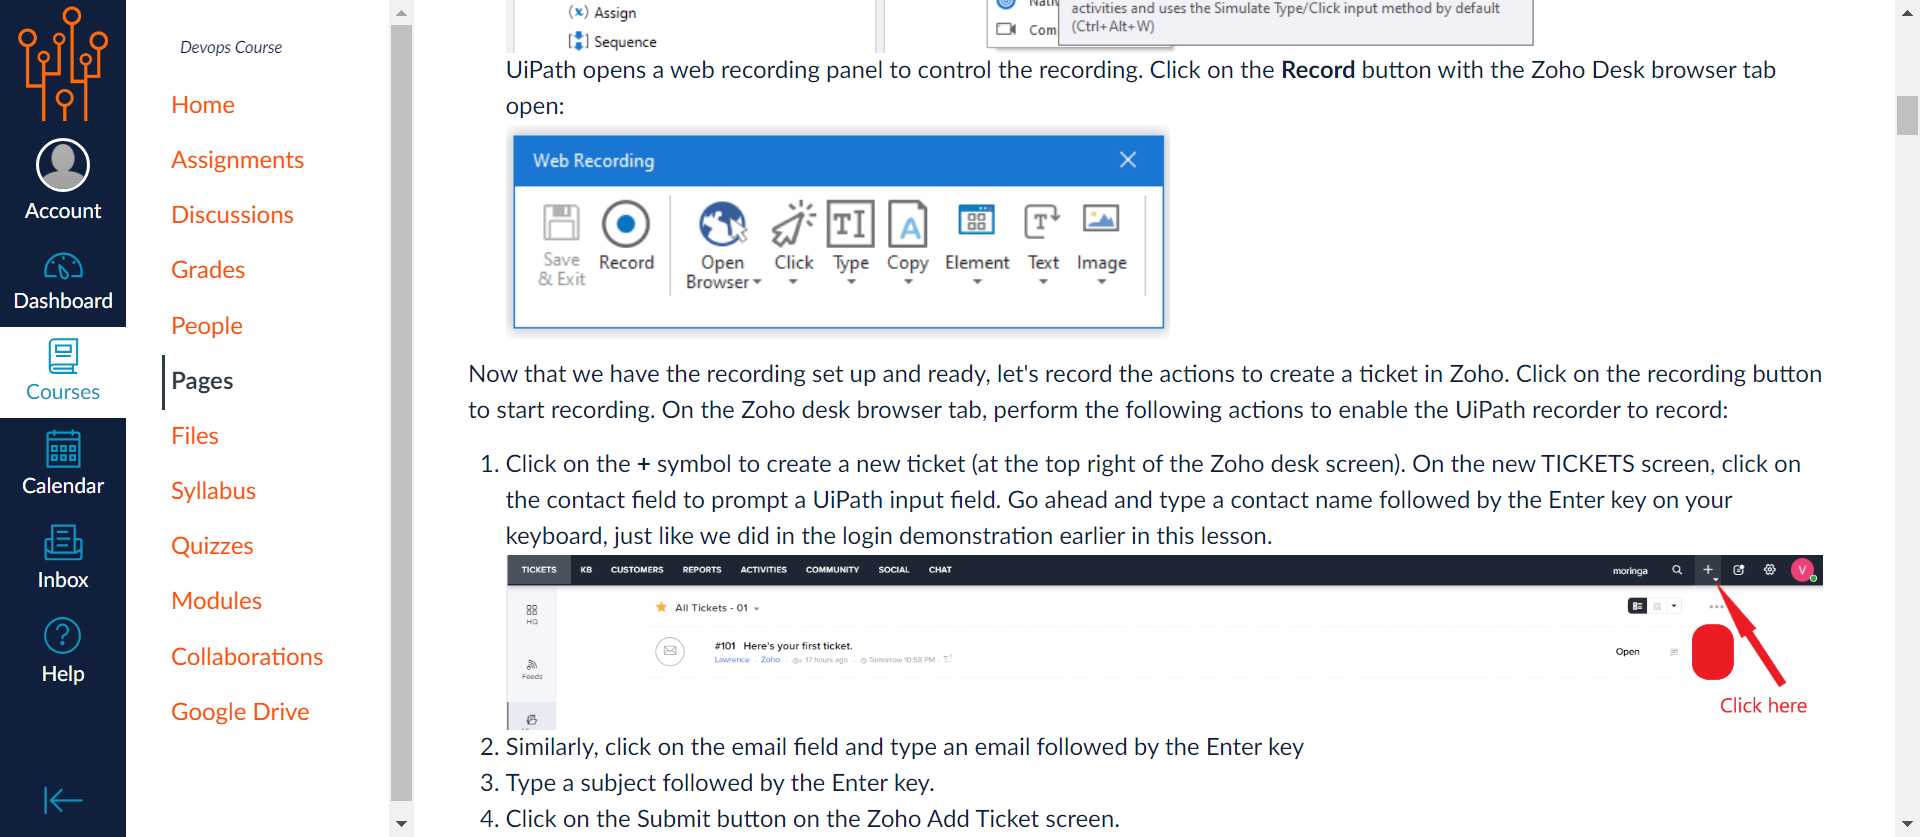 Account
Dashboard
Courses
Calendar
Inbox
Help
Devops Course
Home
Assignments
Discussions
Grades
People
Pages
Files
Syllabus
Quizzes
Modules
Collaborations
Google Drive
(x) Assign
Sequence
Com
activities and uses the Simulate Type/Click input method by default
(Ctrl+Alt+W)
UiPath opens a web recording panel to control the recording. Click on the Record button with the Zoho Desk browser tab
open:
Web Recording
Save & Exit
Record
Open Browser
Click
Type
Copy
Element
Text
Image
Now that we have the recording set up and ready, let's record the actions to create a ticket in Zoho. Click on the recording button
to start recording. On the Zoho desk browser tab, perform the following actions to enable the UiPath recorder to record:
1. Click on the + symbol to create a new ticket (at the top right of the Zoho desk screen). On the new TICKETS screen, click on
the contact field to prompt a UiPath input field. Go ahead and type a contact name followed by the Enter key on your
keyboard, just like we did in the login demonstration earlier in this lesson.
TICKETS KB CUSTOMERS REPORTS ACTIVITIES COMMUNITY SOCIAL CHAT moringa V
HQ
All Tickets - 01
#101 Here's your first ticket.
Lawrence Zoho 17 hours ago Tomorrow 10:58 PM
Open
Feeds
Click here
2. Similarly, click on the email field and type an email followed by the Enter key
3. Type a subject followed by the Enter key.
4. Click on the Submit button on the Zoho Add Ticket screen.